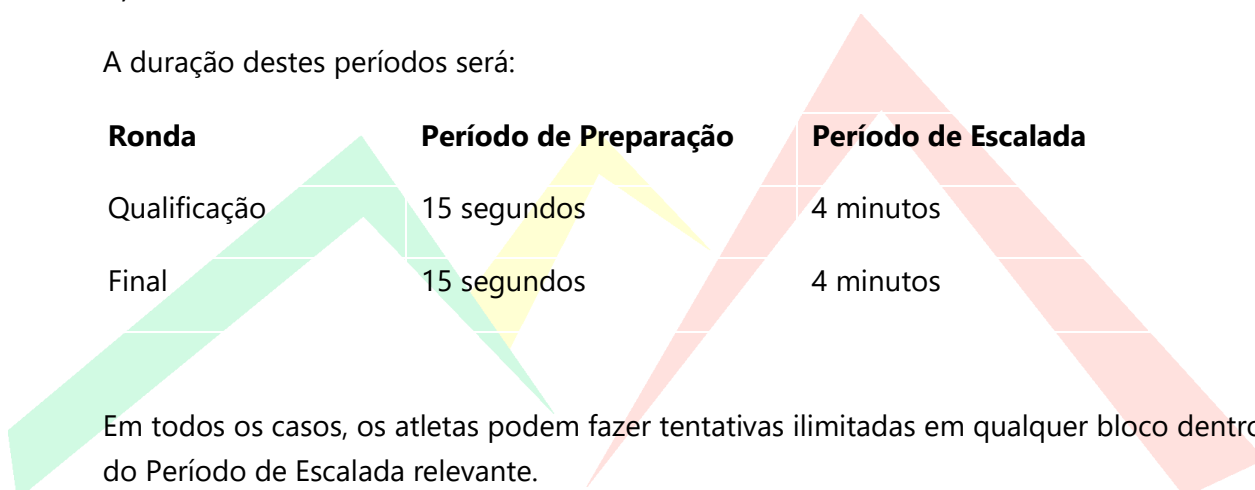 A duração destes períodos será:
Ronda Período de Preparação Período de Escalada
Qualificação 15 segundos 4 minutos
Final 15 segundos 4 minutos
Em todos os casos, os atletas podem fazer tentativas ilimitadas em qualquer bloco dentro
do Período de Escalada relevante.